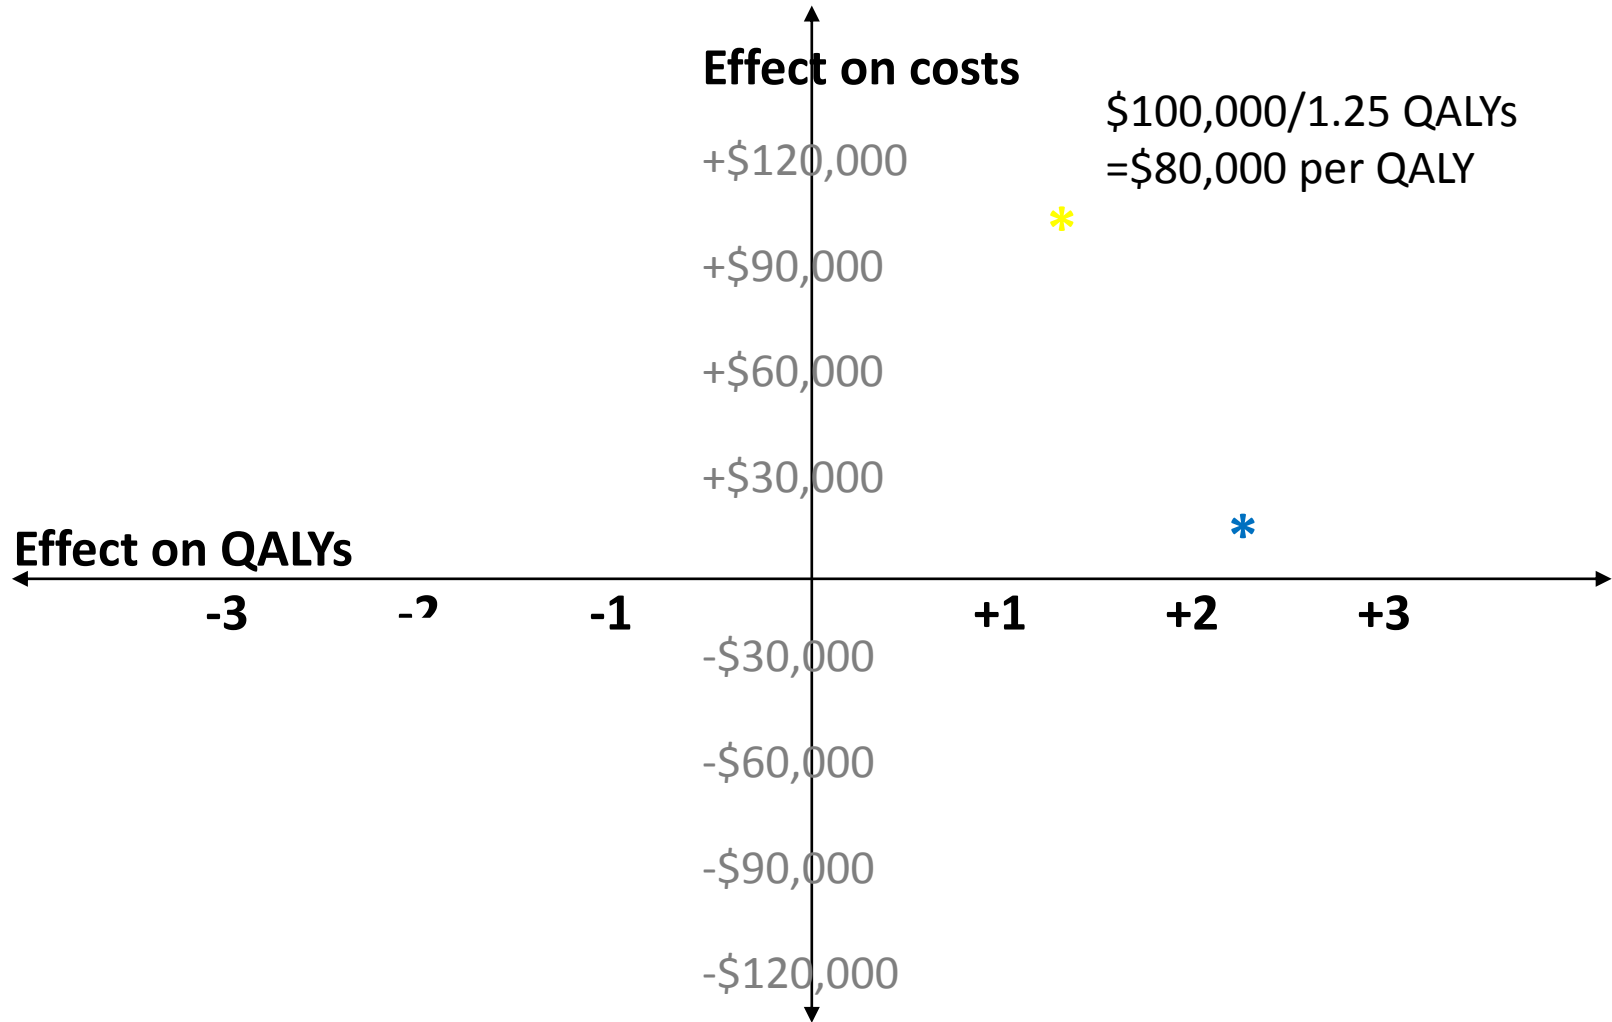 Effect on costs
$100,000/1.25 QALYs
=$80,000 per QALY
+$120,000
*
+$90,000
+$60,000
+$30,000
*
Effect on QALYs
-3 -2 -1 +1 +2 +3
-$30,000
-$60,000
-$90,000
-$120,000